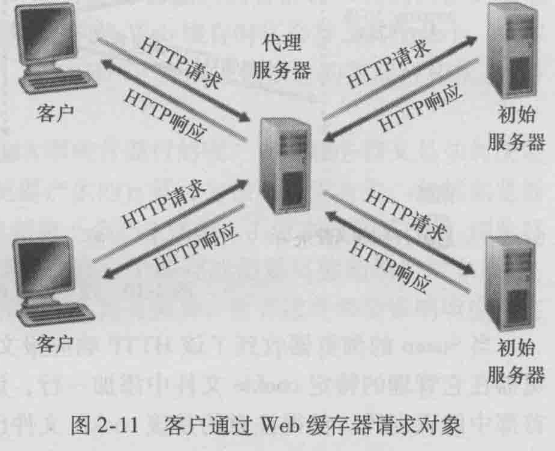 代理
服务器
HTTP请求
HTTP响应
HTTP请求
HTTP响应
客户
初始
服务器
HTTP请求
HTTP响应
HTTP请求
HTTP响应
客户
初始
服务器
图 2-11 客户通过 Web 缓存器请求对象